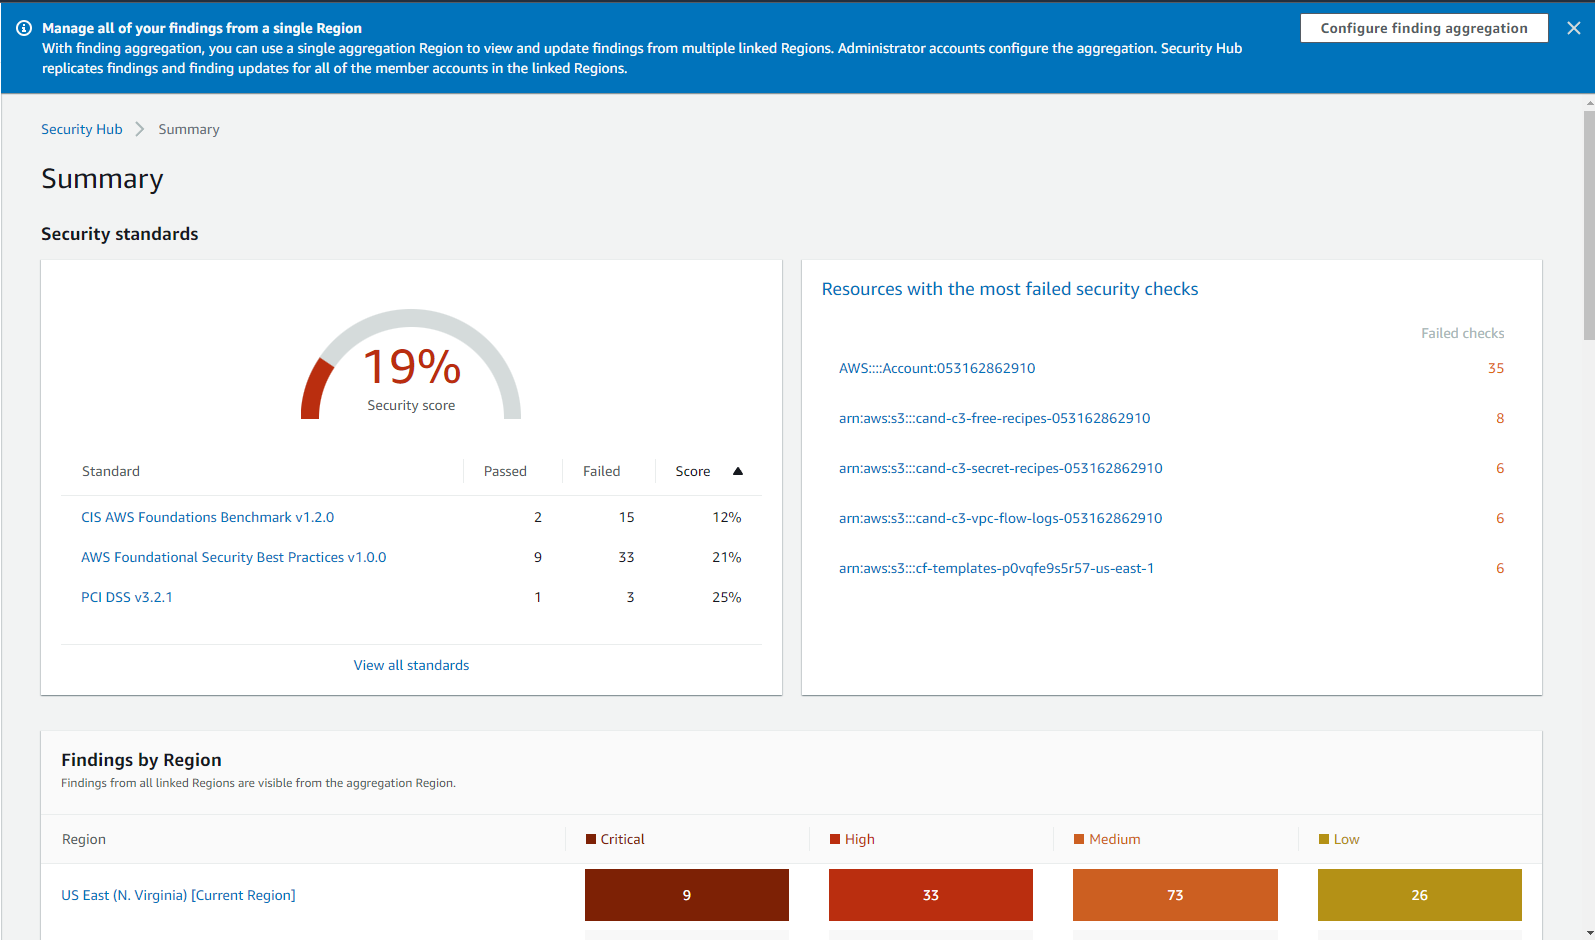 Manage all of your findings from a single Region
With finding aggregation, you can use a single aggregation Region to view and update findings from multiple linked Regions. Administrator accounts configure the aggregation. Security Hub
replicates findings and finding updates for all of the member accounts in the linked Regions.
Configure finding aggregation
Security Hub Summary
Summary
Security standards
19%
Security score
Standard Passed Failed Score
CIS AWS Foundations Benchmark v1.2.0 2 15 12%
AWS Foundational Security Best Practices v1.0.0 9 33 21%
PCI DSS v3.2.1 1 3 25%
View all standards
Resources with the most failed security checks
Failed checks
AWS::::Account:053162862910 35
arn:aws:s3:::cand-c3-free-recipes-053162862910 8
arn:aws:s3:::cand-c3-secret-recipes-053162862910 6
arn:aws:s3:::cand-c3-vpc-flow-logs-053162862910 6
arn:aws:s3:::cf-templates-p0vqfe9s5r57-us-east-1 6
Findings by Region
Findings from all linked Regions are visible from the aggregation Region.
Region Critical High Medium Low
US East (N. Virginia) [Current Region] 9 33 73 26